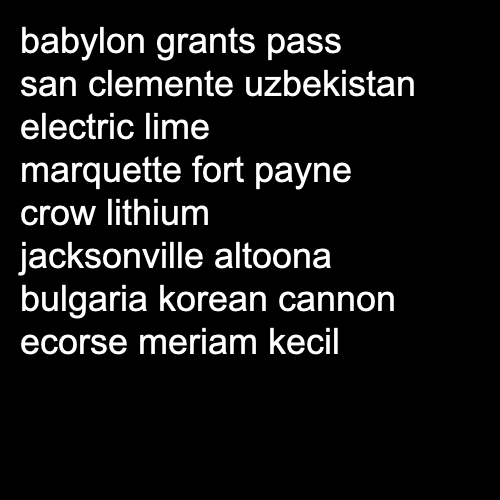 babylon grants pass
san clemente uzbekistan
electric lime
marquette fort payne
crow lithium
jacksonville altoona
bulgaria korean cannon
ecorse meriam kecil